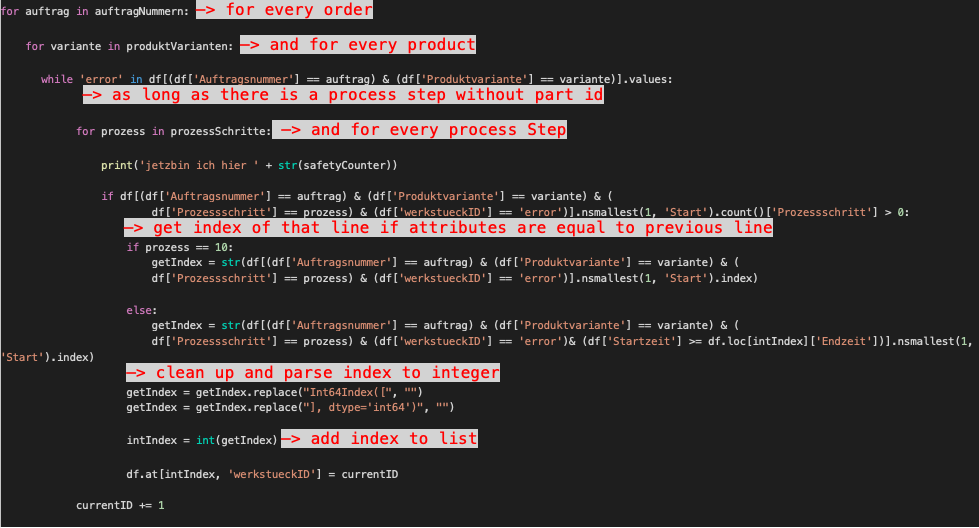 for auftrag in auftragNummern: —> for every order
for variante in produktVarianten: —> and for every product
while 'error' in df[(df['Auftragsnummer'] == auftrag) & (df['Produktvariante'] == variante)].values:
—> as long as there is a process step without part id
for prozess in prozessSchritte: —> and for every process Step
print('jetzbin ich hier ' + str(safetyCounter))
if df[(df['Auftragsnummer'] == auftrag) & (df['Produktvariante'] == variante) & (
df['Prozessschritt'] == prozess) & (df['werkstueckID'] == 'error')].nsmallest(1, 'Start').count()['Prozessschritt'] > 0:
—> get index of that line if attributes are equal to previous line
if prozess == 10:
getIndex = str(df[(df['Auftragsnummer'] == auftrag) & (df['Produktvariante'] == variante) & (
df['Prozessschritt'] == prozess) & (df['werkstueckID'] == 'error')].nsmallest(1, 'Start').index)
else:
getIndex = str(df[(df['Auftragsnummer'] == auftrag) & (df['Produktvariante'] == variante) & (
df['Prozessschritt'] == prozess) & (df['werkstueckID'] == 'error')& (df['Startzeit'] >= df.loc[intIndex]['Endzeit'])].nsmallest(1,
'Start').index)
—> clean up and parse index to integer
getIndex = getIndex.replace("Int64Index([", "")
getIndex = getIndex.replace("], dtype='int64')", "")
intIndex = int(getIndex) —> add index to list
df.at[intIndex, 'werkstueckID'] = currentID
currentID += 1